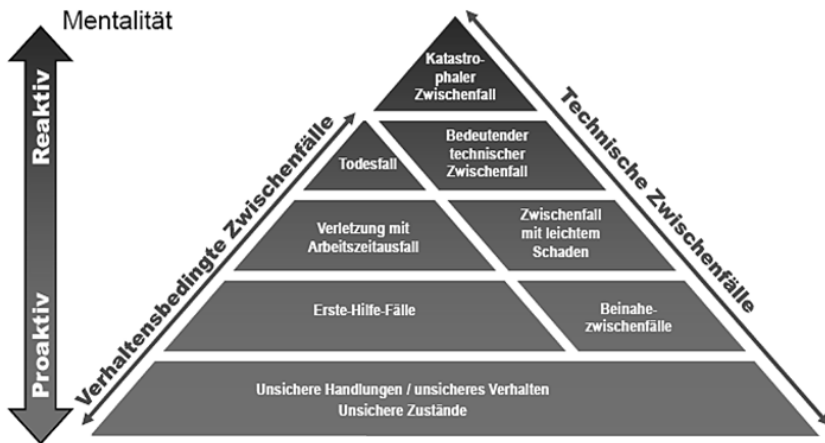 Mentalität
Reaktiv
Proaktiv
Verhaltensbedingte Zwischenfälle
Technische Zwischenfälle
Katastro-
phaler
Zwischenfall
Todesfall
Bedeutender
technischer
Zwischenfall
Verletzung mit
Arbeitszeitausfall
Zwischenfall
mit leichtem
Schaden
Erste-Hilfe-Fälle
Beinahe-
zwischenfälle
Unsichere Handlungen / unsicheres Verhalten
Unsichere Zustände